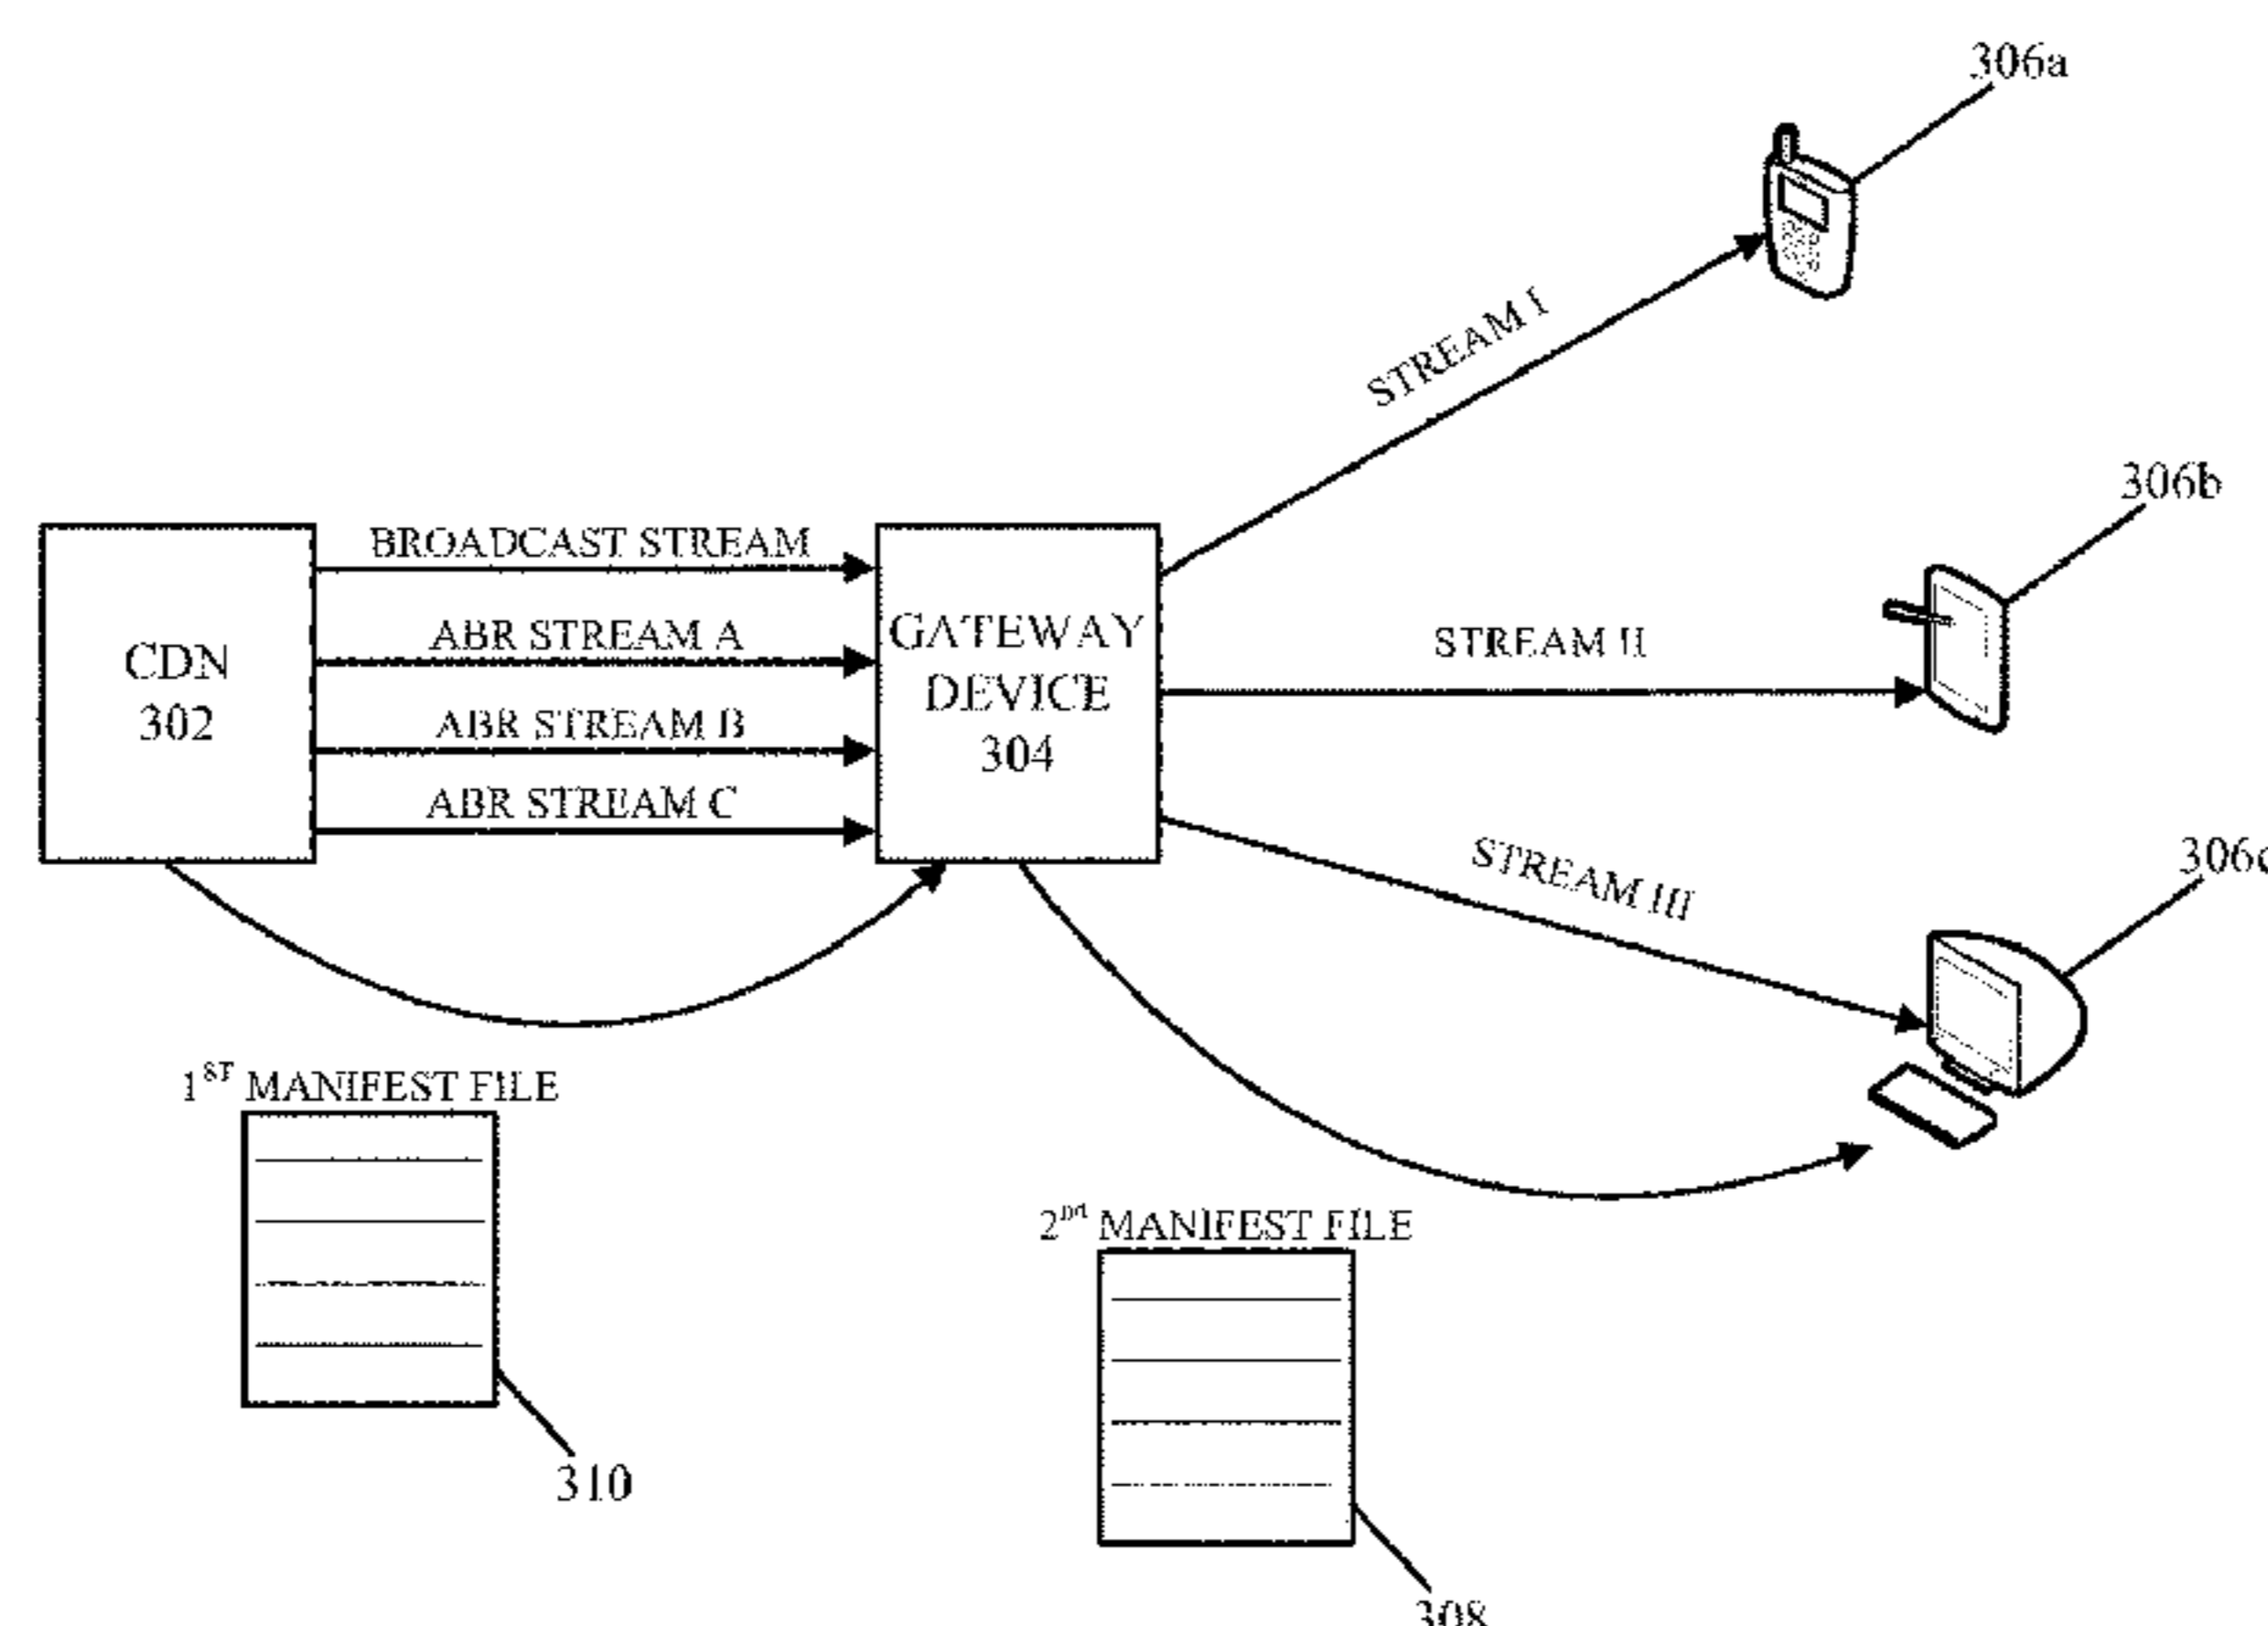 306a
STREAM I
306b
BROADCAST STREAM
ABR STREAM A
ABR STREAM B
ABR STREAM C
CDN
302
GATEWAY
DEVICE
304
STREAM II
STREAM III
306c
1ST MANIFEST FILE
310
2nd MANIFEST FILE
308